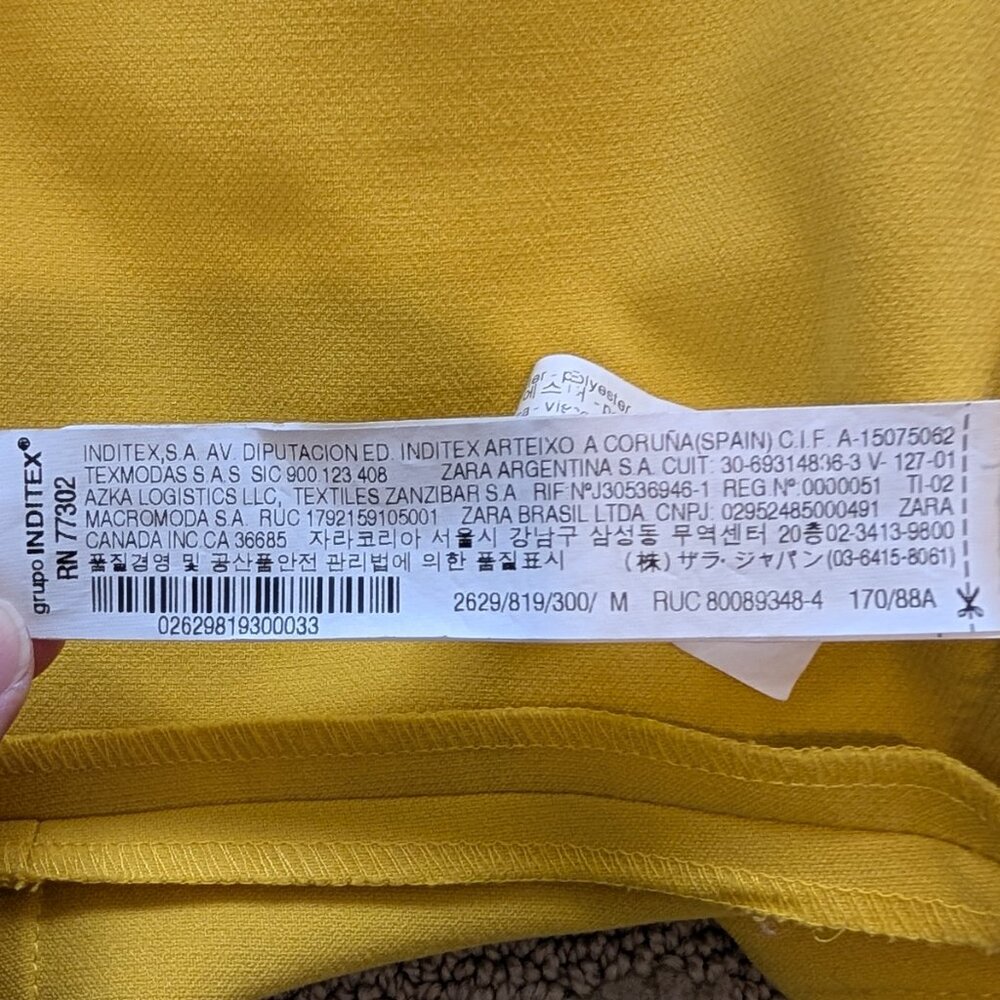 polyester
grupo INDITEX®
RN 77302
INDITEX,S.A. AV. DIPUTACION ED. INDITEX ARTEIXO A CORUÑA(SPAIN) C.I.F. A-15075062
TEXMODAS S.A.S. SIC 900.123.408 ZARA ARGENTINA S.A. CUIT: 30-69314836-3 V- 127-01
AZKA LOGISTICS LLC, TEXTILES ZANZIBAR S.A. RIF.NºJ30536946-1 REG.Nº.0000051 TI-02
MACROMODA S.A. RUC 1792159105001 ZARA BRASIL LTDA. CNPJ: 02952485000491 ZARA
CANADA INC.CA 36685 자라코리아 서울시 강남구 삼성동 무역센터 20층02-3413-9800
품질경영 및 공산품안전 관리법에 의한 품질표시 (株) ザラ・ジャパン(03-6415-8061)
2629/819/300/ M RUC 80089348-4 170/88A
02629819300033